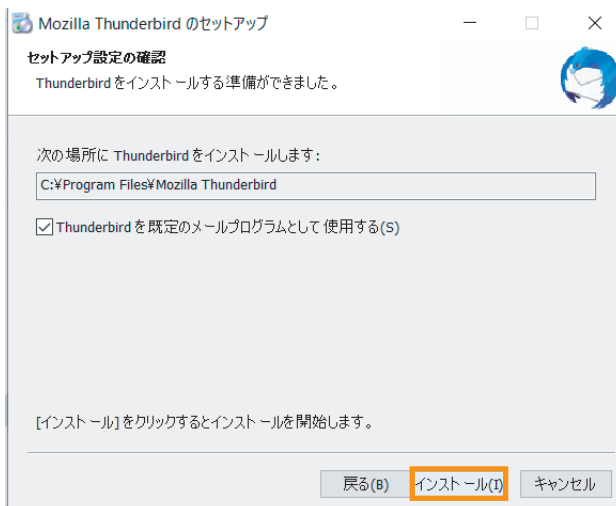 Mozilla Thunderbird のセットアップ
セットアップ設定の確認
Thunderbird をインストールする準備ができました。
次の場所に Thunderbird をインストールします:
C:¥Program Files¥Mozilla Thunderbird
Thunderbird を既定のメールプログラムとして使用する(S)
[インストール] をクリックするとインストールを開始します。
戻る(B) インストール(I) キャンセル